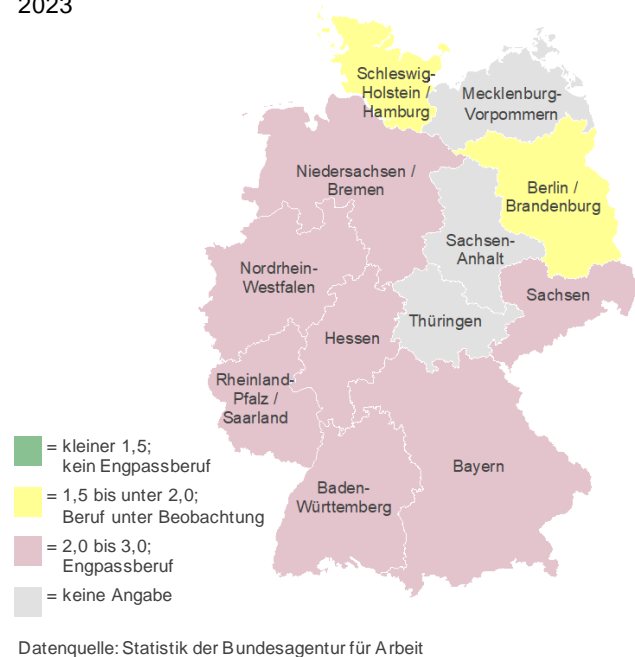 2023
Schleswig-
Holstein /
Hamburg
Mecklenburg-
Vorpommern
Niedersachsen /
Bremen
Berlin /
Brandenburg
Sachsen-
Anhalt
Nordrhein-
Westfalen
Sachsen
Thüringen
Hessen
Rheinland-
Pfalz /
Saarland
Bayern
Baden-
Württemberg
= kleiner 1,5;
kein Engpassberuf
= 1,5 bis unter 2,0;
Beruf unter Beobachtung
= 2,0 bis 3,0;
Engpassberuf
= keine Angabe
Datenquelle: Statistik der Bundesagentur für Arbeit